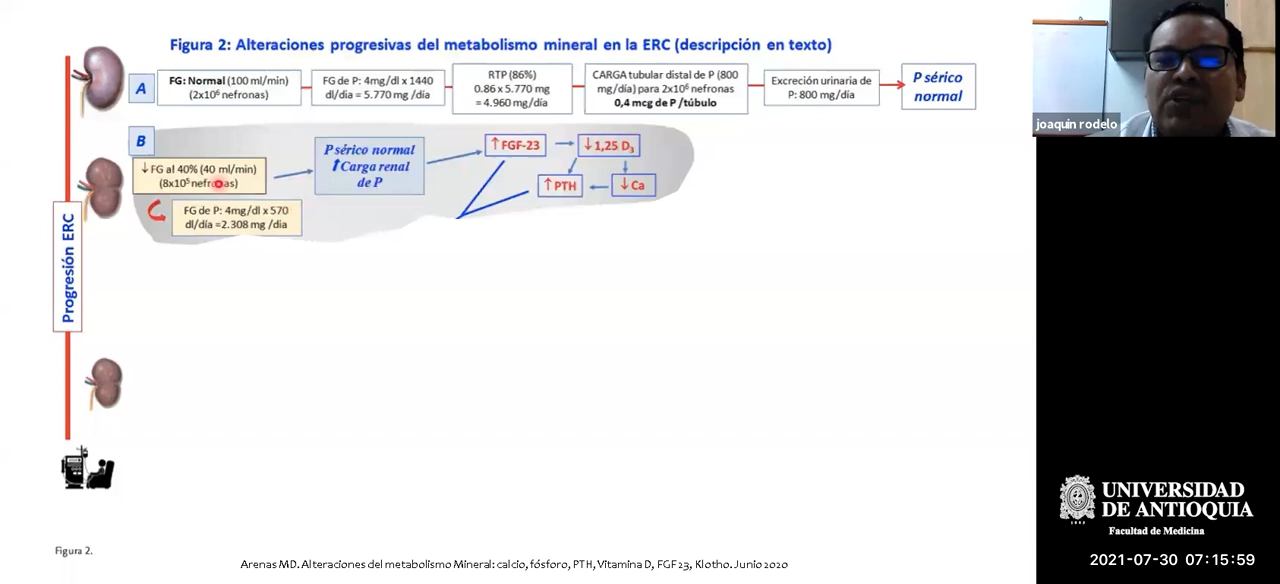 Figura 2: Alteraciones progresivas del metabolismo mineral en la ERC (descripción en texto)
A
FG: Normal (100 ml/min)
(2x10⁶ nefronas)
FG de P: 4mg/dl x 1440
dl/día = 5.770 mg /día
RTP (86%)
0.86 x 5.770 mg
= 4.960 mg/día
CARGA tubular distal de P (800
mg/día) para 2x10⁶ nefronas
0,4 mcg de P /túbulo
Excreción urinaria de
P: 800 mg/día
P sérico
normal
B
↓ FG al 40% (40 ml/min)
(8x10⁵ nefronas)
FG de P: 4mg/dl x 570
dl/día =2.308 mg /dia
P sérico normal
↑Carga renal
de P
↑ FGF-23
↓ 1,25 D₃
↑ PTH
↓ Ca
Progresión ERC
Figura 2.
Arenas MD. Alteraciones del metabolismo Mineral: calcio, fósforo, PTH, Vitamina D, FGF 23, Klotho. Junio 2020
joaquin rodelo
UNIVERSIDAD
DE ANTIOQUIA
1803
Facultad de Medicina
2021-07-30 07:15:59